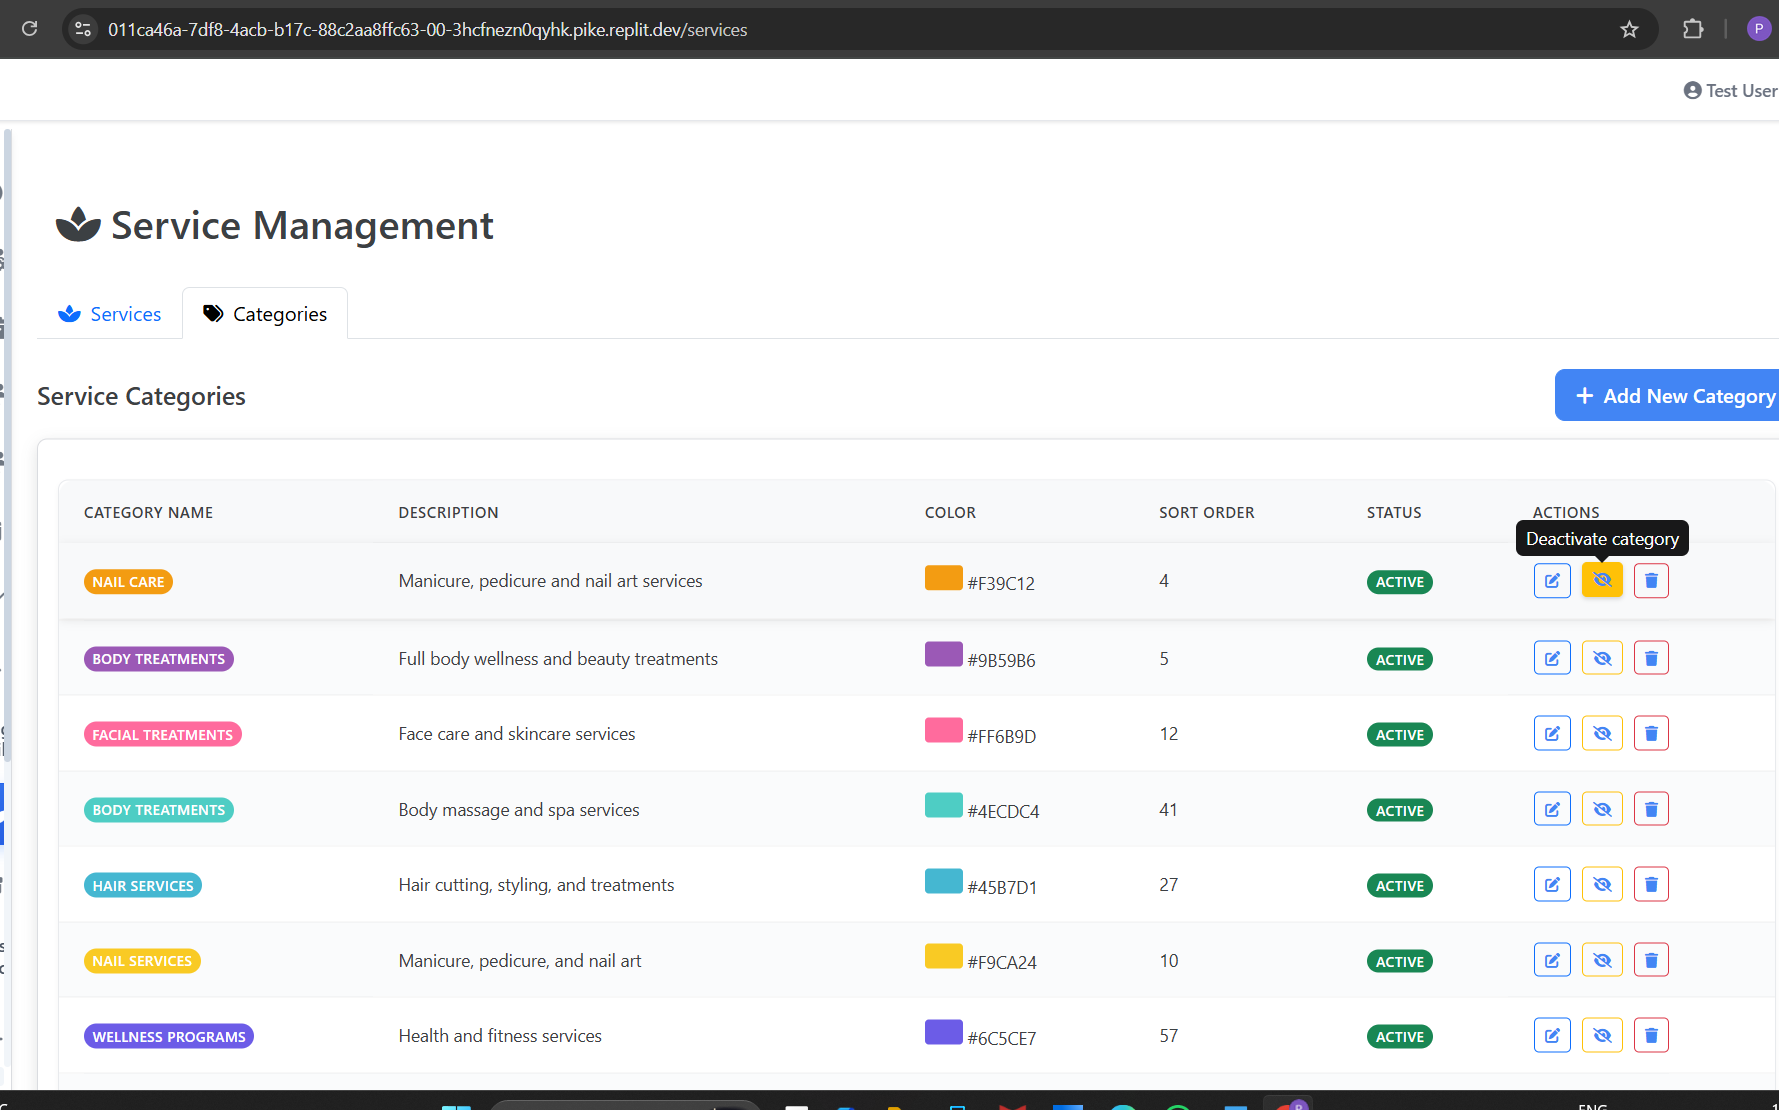 011ca46a-7df8-4acb-b17c-88c2aa8ffc63-00-3hcfnezn0qyhk.pike.replit.dev/services
P
Test User
Service Management
Services
Categories
Service Categories
+ Add New Category
CATEGORY NAME DESCRIPTION COLOR SORT ORDER STATUS ACTIONS
Deactivate category
NAIL CARE Manicure, pedicure and nail art services #F39C12 4 ACTIVE
BODY TREATMENTS Full body wellness and beauty treatments #9B59B6 5 ACTIVE
FACIAL TREATMENTS Face care and skincare services #FF6B9D 12 ACTIVE
BODY TREATMENTS Body massage and spa services #4ECDC4 41 ACTIVE
HAIR SERVICES Hair cutting, styling, and treatments #45B7D1 27 ACTIVE
NAIL SERVICES Manicure, pedicure, and nail art #F9CA24 10 ACTIVE
WELLNESS PROGRAMS Health and fitness services #6C5CE7 57 ACTIVE
ENG